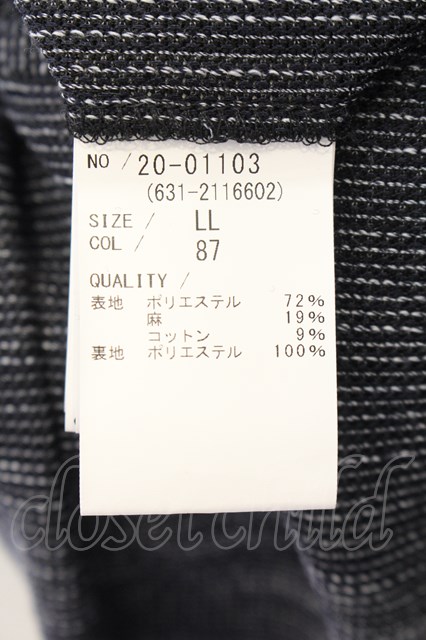 NO / 20-01103
(631-2116602)
SIZE / LL
COL / 87
QUALITY /
表地 ポリエステル 72%
麻 19%
コットン 9%
裏地 ポリエステル 100%
closet child